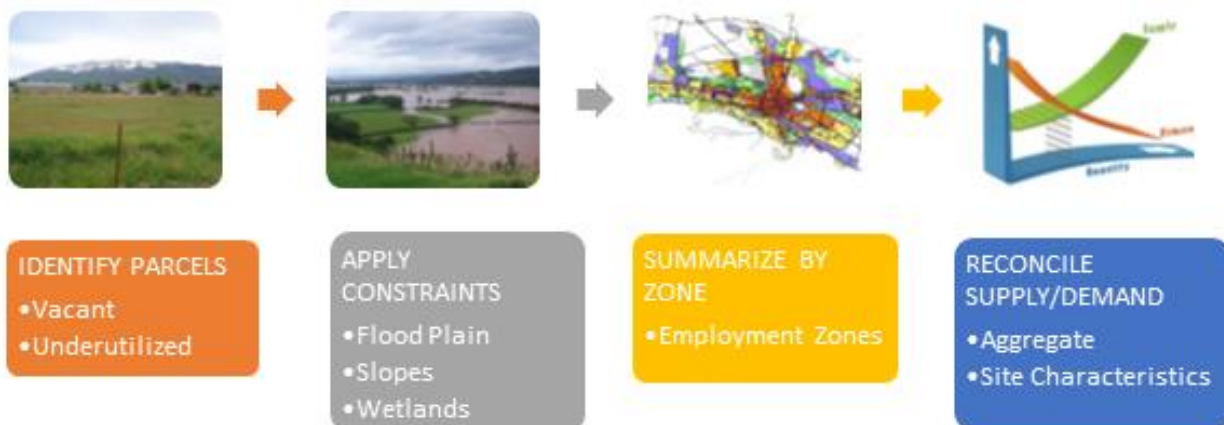 Supply
Quantity
IDENTIFY PARCELS
•Vacant
•Underutilized
APPLY
CONSTRAINTS
•Flood Plain
•Slopes
•Wetlands
SUMMARIZE BY
ZONE
•Employment Zones
RECONCILE
SUPPLY/DEMAND
•Aggregate
•Site Characteristics